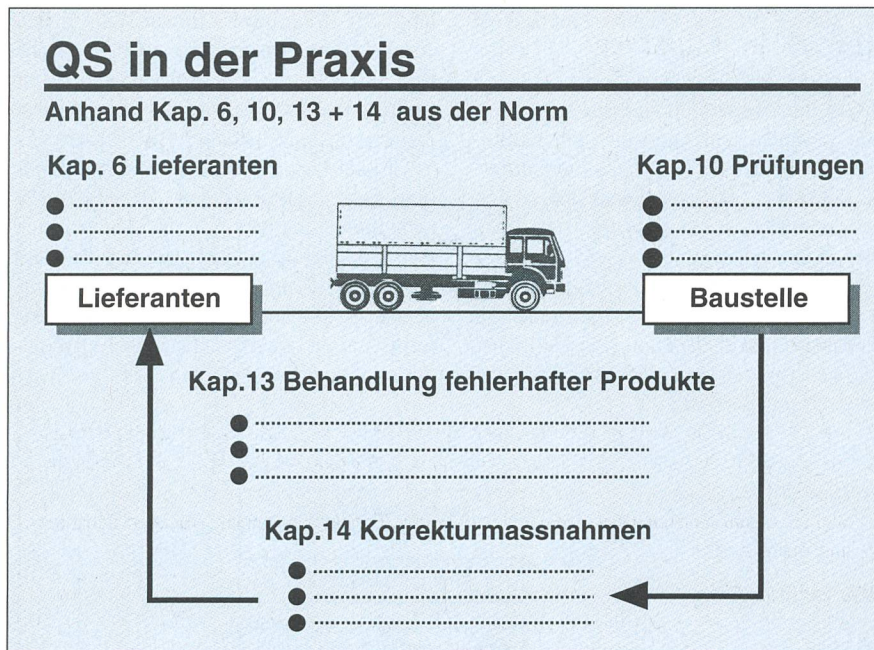 QS in der Praxis
Anhand Kap. 6, 10, 13 + 14 aus der Norm
Kap. 6 Lieferanten
Kap.10 Prüfungen
Lieferanten
Baustelle
Kap.13 Behandlung fehlerhafter Produkte
Kap.14 Korrekturmassnahmen